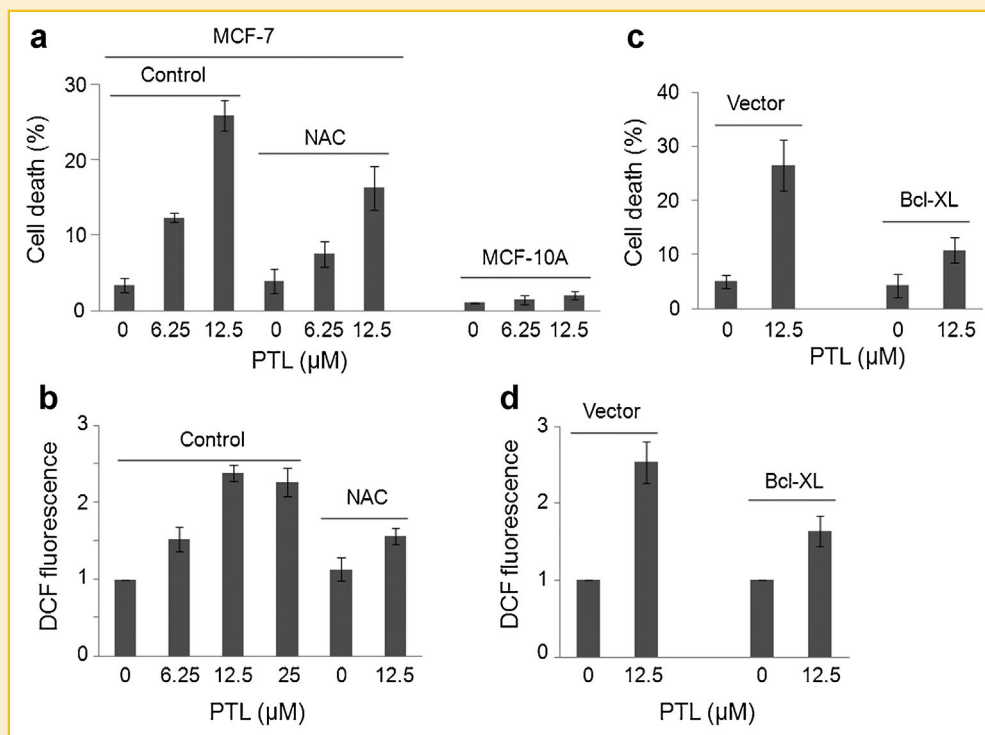 a
MCF-7
Control
NAC
MCF-10A
Cell death (%)
30
20
10
0
0 6.25 12.5 0 6.25 12.5 0 6.25 12.5
PTL (µM)
c
Vector
Bcl-XL
Cell death (%)
40
30
20
10
0
0 12.5 0 12.5
PTL (µM)
b
Control
NAC
DCF fluorescence
3
2
1
0
0 6.25 12.5 25 0 12.5
PTL (µM)
d
Vector
Bcl-XL
DCF fluorescence
3
2
1
0
0 12.5 0 12.5
PTL (µM)